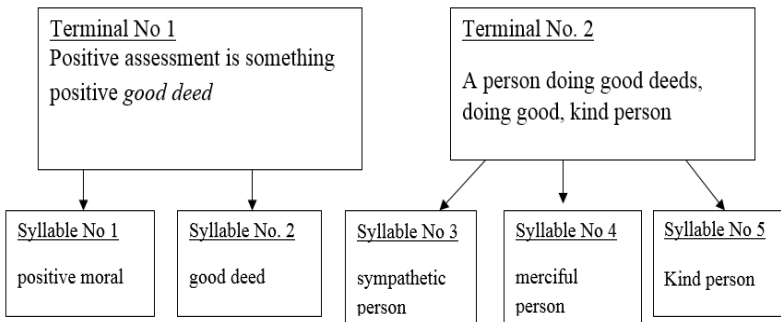 Terminal No 1
Positive assessment is something
positive good deed
Terminal No. 2
A person doing good deeds,
doing good, kind person
Syllable No 1
positive moral
Syllable No. 2
good deed
Syllable No 3
sympathetic
person
Syllable No 4
merciful
person
Syllable No 5
Kind person